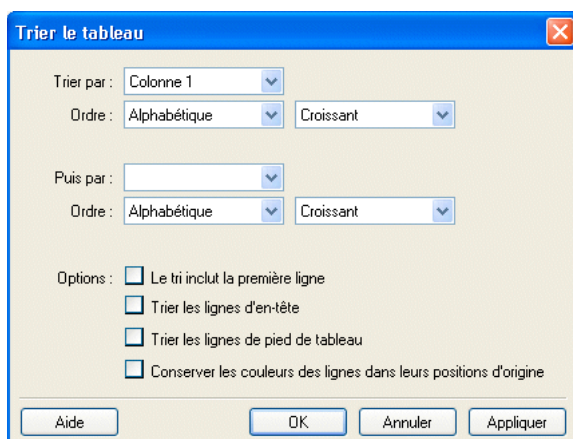 Trier le tableau
Trier par : Colonne 1
Ordre : Alphabétique Croissant
Puis par :
Ordre : Alphabétique Croissant
Options : Le tri inclut la première ligne
Trier les lignes d'en-tête
Trier les lignes de pied de tableau
Conserver les couleurs des lignes dans leurs positions d'origine
Aide OK Annuler Appliquer